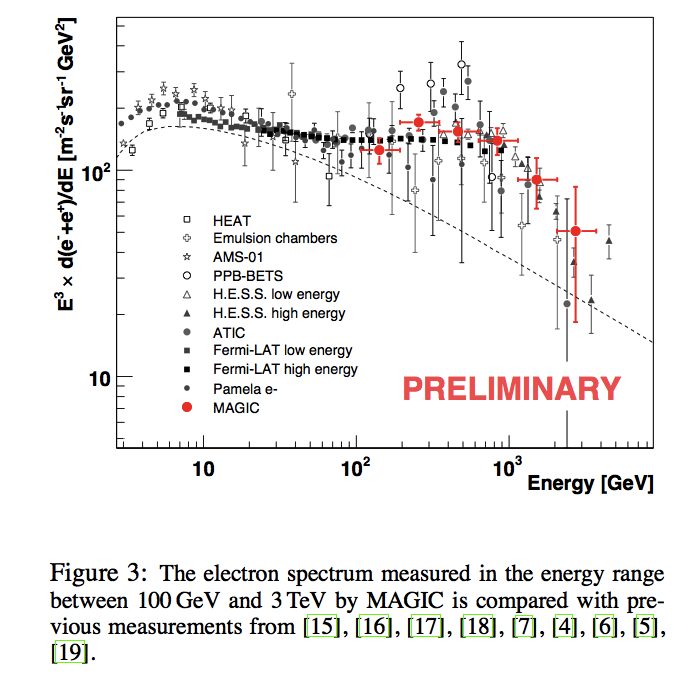 E³ × d(e⁻+e⁺)/dE [m⁻²s⁻¹sr⁻¹ GeV²]
10²
HEAT
Emulsion chambers
AMS-01
PPB-BETS
H.E.S.S. low energy
H.E.S.S. high energy
ATIC
Fermi-LAT low energy
Fermi-LAT high energy
Pamela e-
MAGIC
10
PRELIMINARY
10 10² 10³
Energy [GeV]
Figure 3: The electron spectrum measured in the energy range
between 100 GeV and 3 TeV by MAGIC is compared with pre-
vious measurements from [15], [16], [17], [18], [7], [4], [6], [5],
[19].